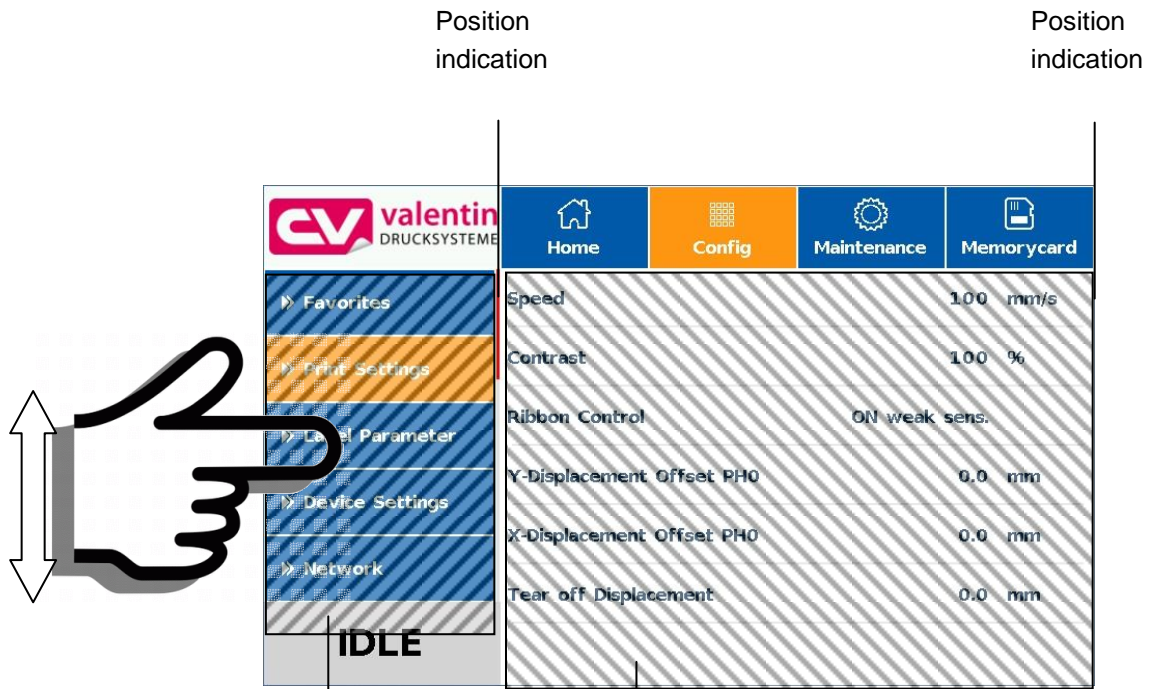 Position
indication
Position
indication
CV valentin
DRUCKSYSTEME
Home
Config
Maintenance
Memorycard
Favorites
Print Settings
Label Parameter
Device Settings
Network
IDLE
Speed 100 mm/s
Contrast 100 %
Ribbon Control ON weak sens.
Y-Displacement Offset PH0 0.0 mm
X-Displacement Offset PH0 0.0 mm
Tear off Displacement 0.0 mm